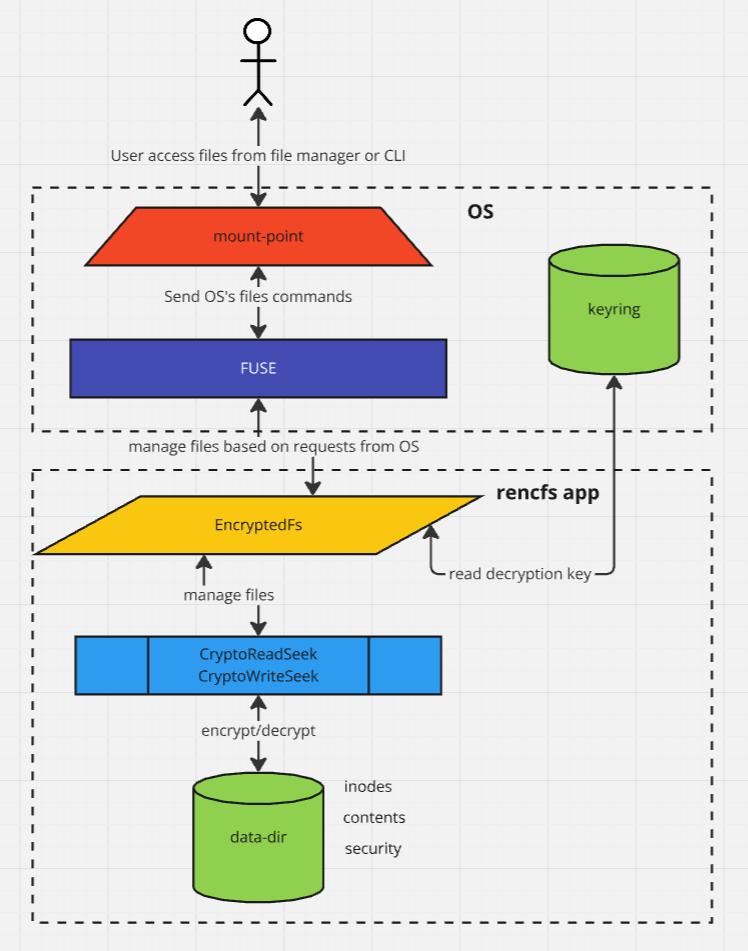 User access files from file manager or CLI
OS
mount-point
Send OS's files commands
keyring
FUSE
manage files based on requests from OS
rencfs app
EncryptedFs
read decryption key
manage files
CryptoReadSeek
CryptoWriteSeek
encrypt/decrypt
inodes
contents
data-dir
security